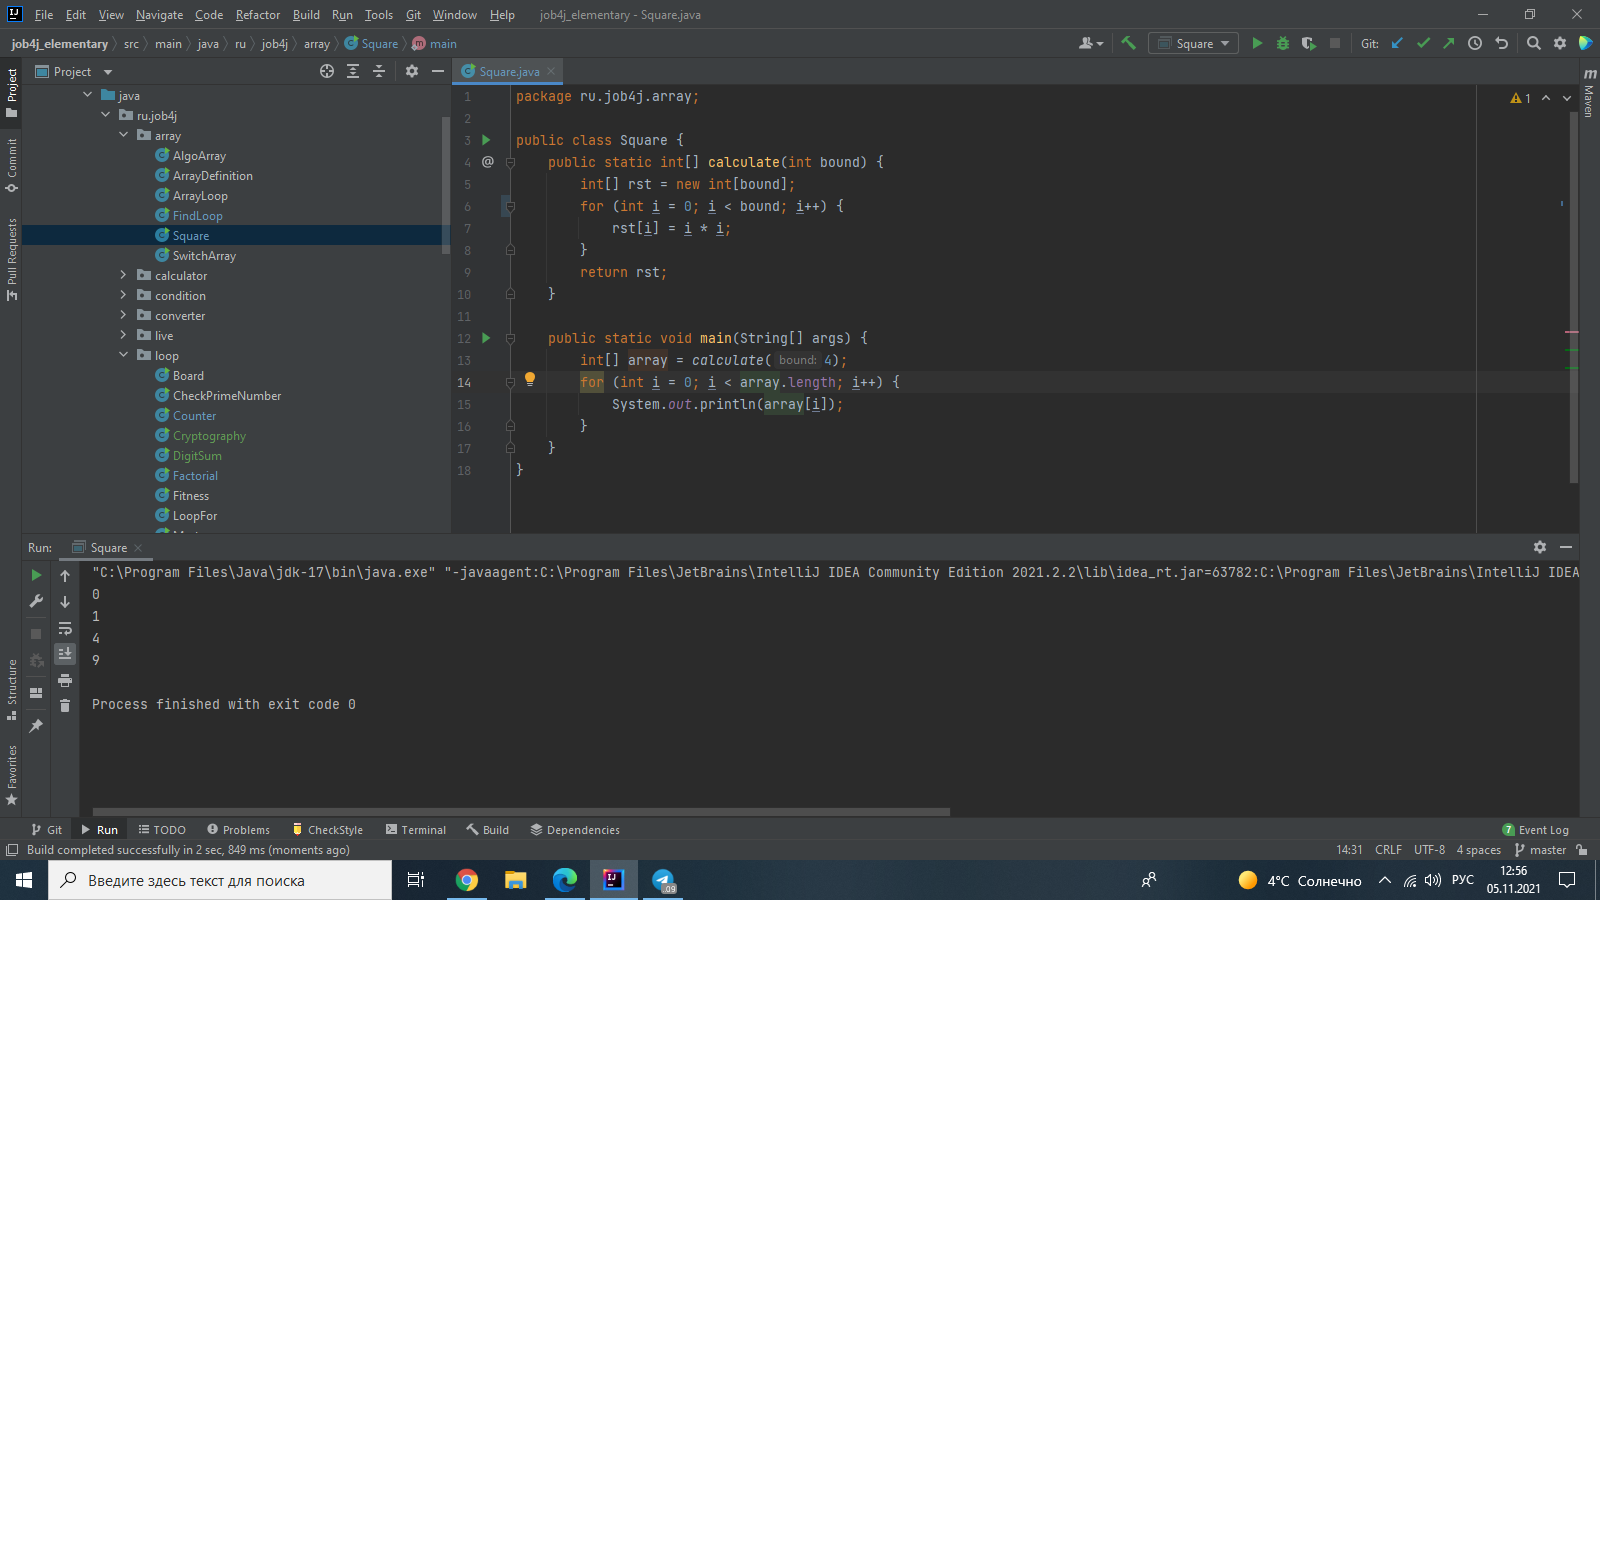 File Edit View Navigate Code Refactor Build Run Tools Git Window Help job4j_elementary - Square.java
job4j_elementary src main java ru job4j array Square main
Square Git:
Project
Square.java
java
ru.job4j
array
AlgoArray
ArrayDefinition
ArrayLoop
FindLoop
Square
SwitchArray
calculator
condition
converter
live
loop
Board
CheckPrimeNumber
Counter
Cryptography
DigitSum
Factorial
Fitness
LoopFor
Project
Commit
Pull Requests
Structure
Favorites
Maven
1 package ru.job4j.array;
2
3 public class Square {
4 @ public static int[] calculate(int bound) {
5 int[] rst = new int[bound];
6 for (int i = 0; i < bound; i++) {
7 rst[i] = i * i;
8 }
9 return rst;
10 }
11
12 public static void main(String[] args) {
13 int[] array = calculate( bound: 4);
14 for (int i = 0; i < array.length; i++) {
15 System.out.println(array[i]);
16 }
17 }
18 }
1
Run: Square
"C:\Program Files\Java\jdk-17\bin\java.exe" "-javaagent:C:\Program Files\JetBrains\IntelliJ IDEA Community Edition 2021.2.2\lib\idea_rt.jar=63782:C:\Program Files\JetBrains\IntelliJ IDEA
0
1
4
9
Process finished with exit code 0
Git Run TODO Problems CheckStyle Terminal Build Dependencies 7 Event Log
Build completed successfully in 2 sec, 849 ms (moments ago) 14:31 CRLF UTF-8 4 spaces master
Введите здесь текст для поиска .09 4°C Солнечно РУС 12:56
05.11.2021